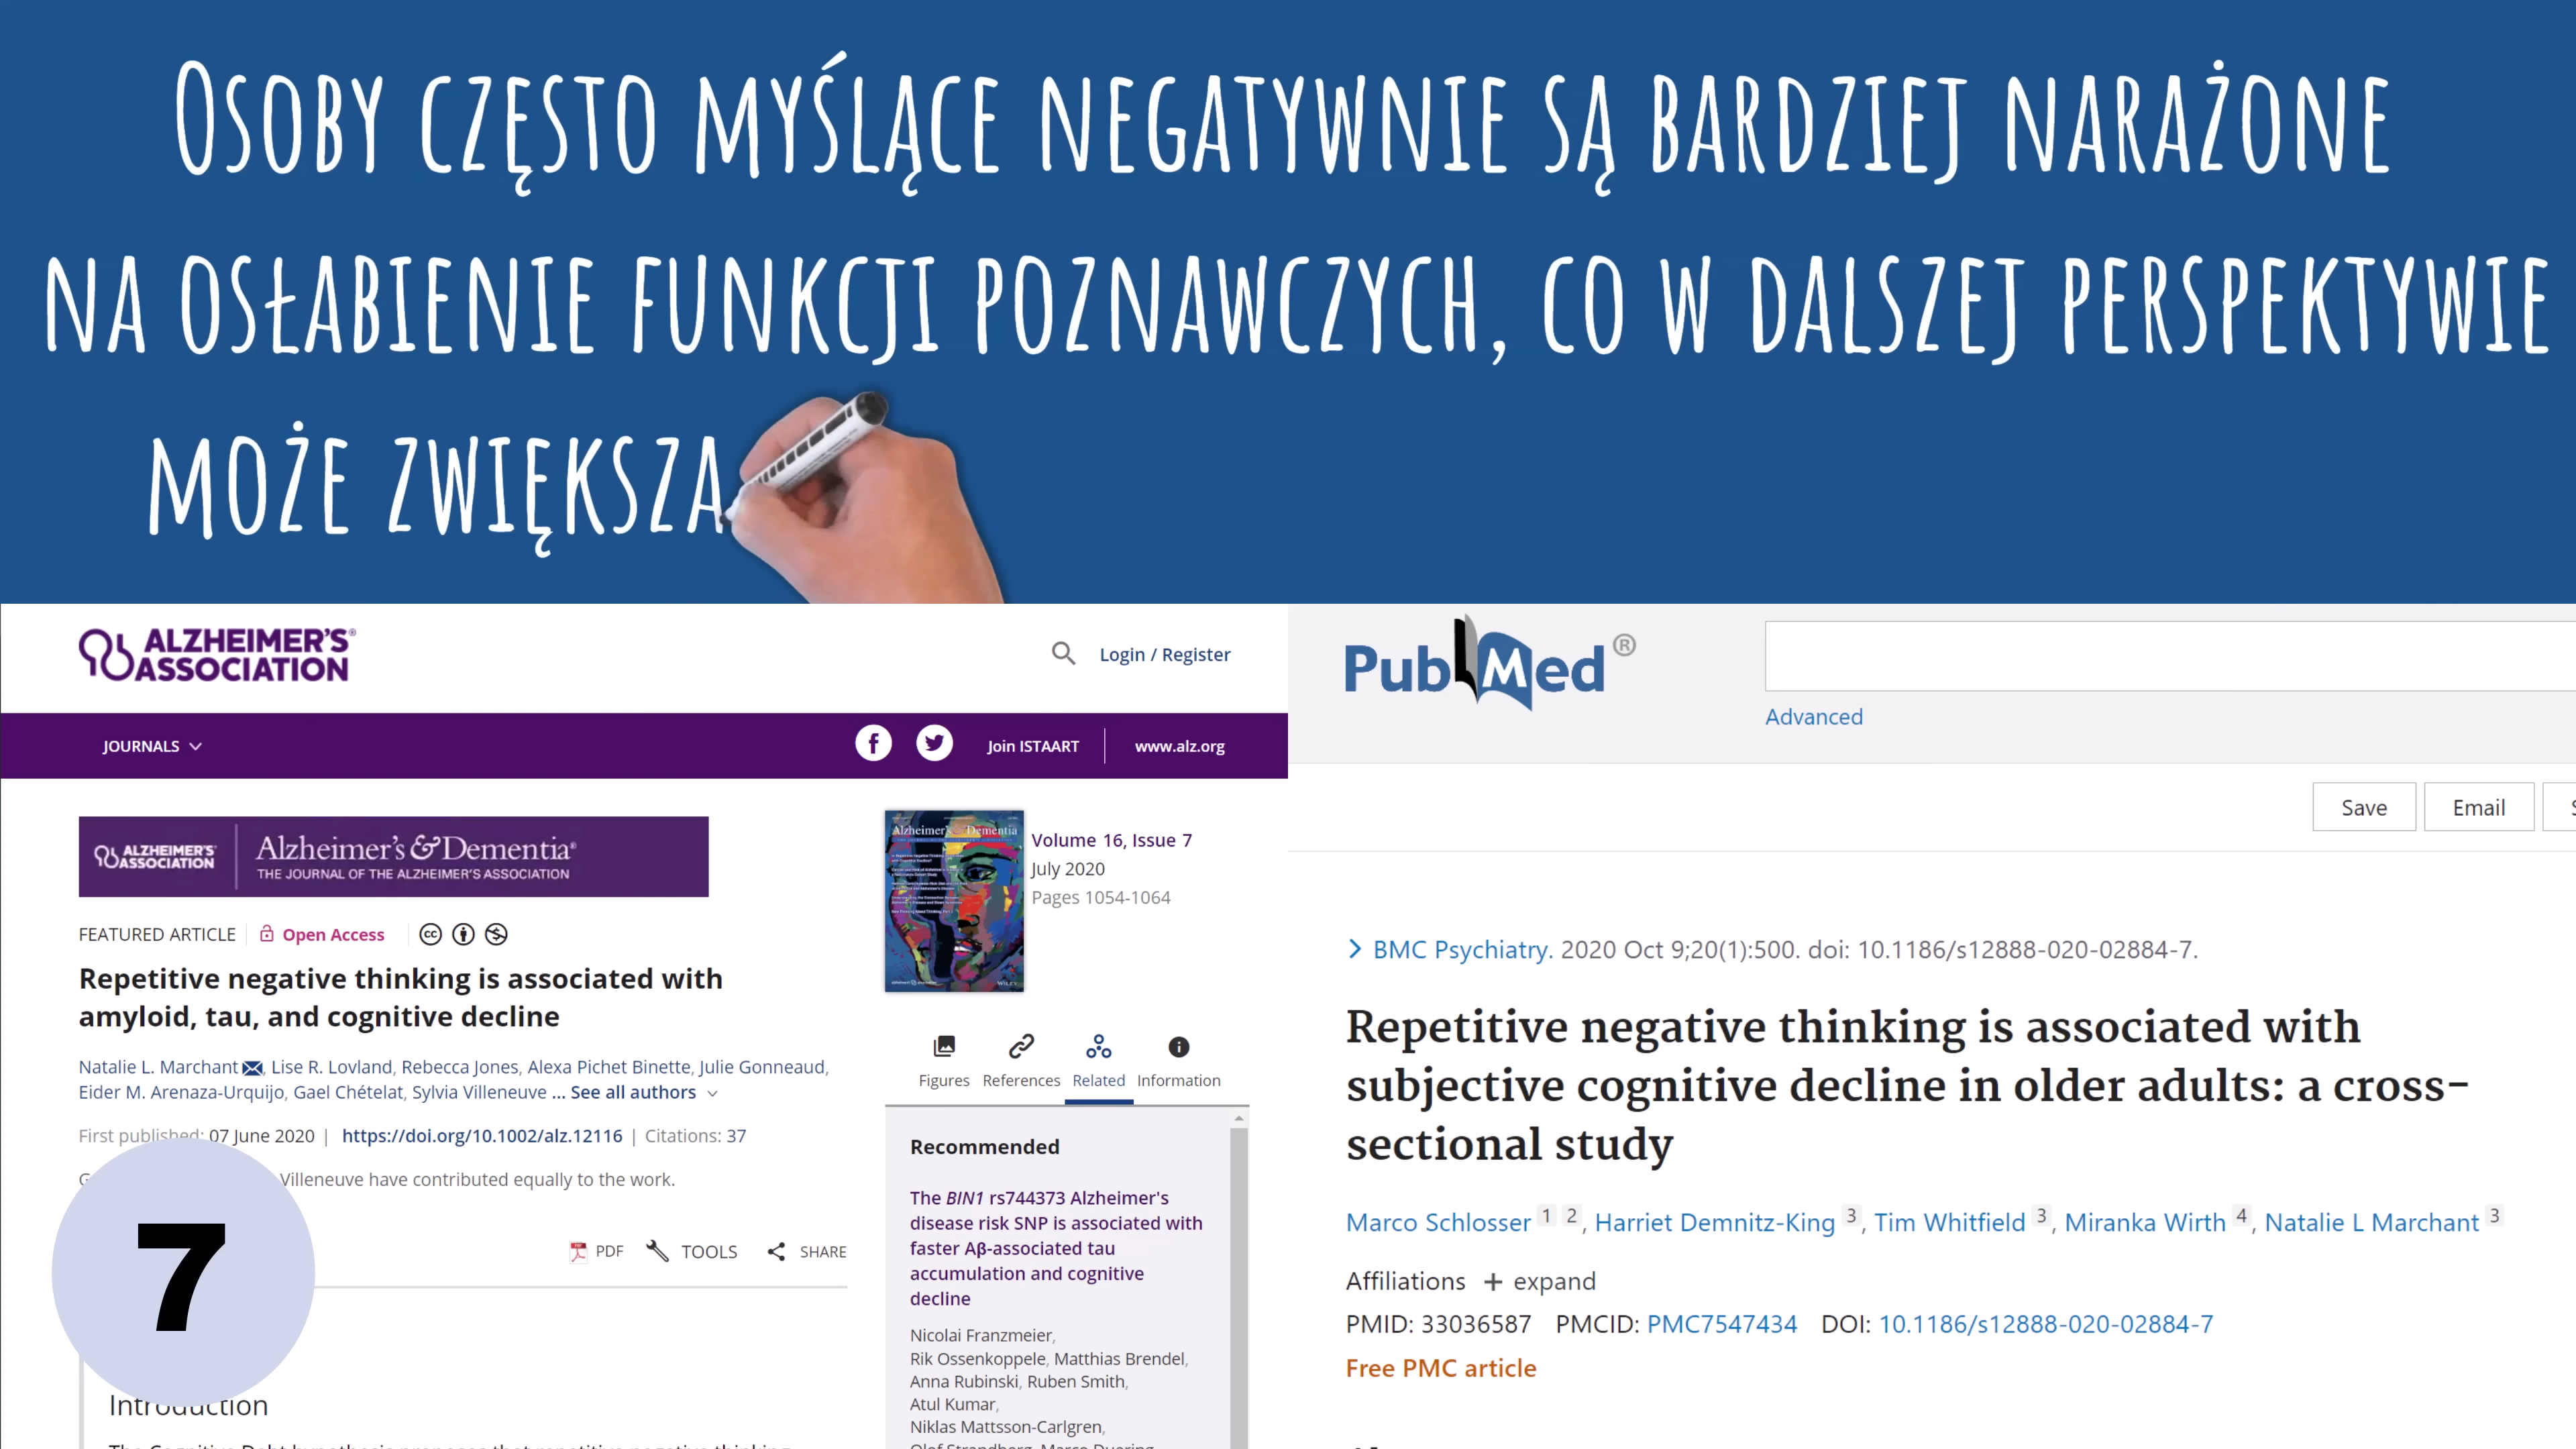 Osoby często myślące negatywnie są bardziej narażone
na osłabienie funkcji poznawczych, co w dalszej perspektywie
może zwiększa
ALZHEIMER'S®
ASSOCIATION
Login / Register
JOURNALS
Join ISTAART
www.alz.org
ALZHEIMER'S®
ASSOCIATION
Alzheimer's & Dementia®
THE JOURNAL OF THE ALZHEIMER'S ASSOCIATION
FEATURED ARTICLE
Open Access
Repetitive negative thinking is associated with
amyloid, tau, and cognitive decline
Natalie L. Marchant, Lise R. Lovland, Rebecca Jones, Alexa Pichet Binette, Julie Gonneaud,
Eider M. Arenaza-Urquijo, Gael Chételat, Sylvia Villeneuve ... See all authors
First published: 07 June 2020 | https://doi.org/10.1002/alz.12116 | Citations: 37
Villeneuve have contributed equally to the work.
7
PDF TOOLS SHARE
Introduction
Alzheimer's & Dementia
Volume 16, Issue 7
July 2020
Pages 1054-1064
Figures References Related Information
Recommended
The BIN1 rs744373 Alzheimer's
disease risk SNP is associated with
faster Aβ-associated tau
accumulation and cognitive
decline
Nicolai Franzmeier,
Rik Ossenkoppele, Matthias Brendel,
Anna Rubinski, Ruben Smith,
Atul Kumar,
Niklas Mattsson-Carlgren,
PubMed®
Advanced
Save Email
BMC Psychiatry. 2020 Oct 9;20(1):500. doi: 10.1186/s12888-020-02884-7.
Repetitive negative thinking is associated with
subjective cognitive decline in older adults: a cross-
sectional study
Marco Schlosser 1 2, Harriet Demnitz-King 3, Tim Whitfield 3, Miranka Wirth 4, Natalie L Marchant 3
Affiliations + expand
PMID: 33036587 PMCID: PMC7547434 DOI: 10.1186/s12888-020-02884-7
Free PMC article